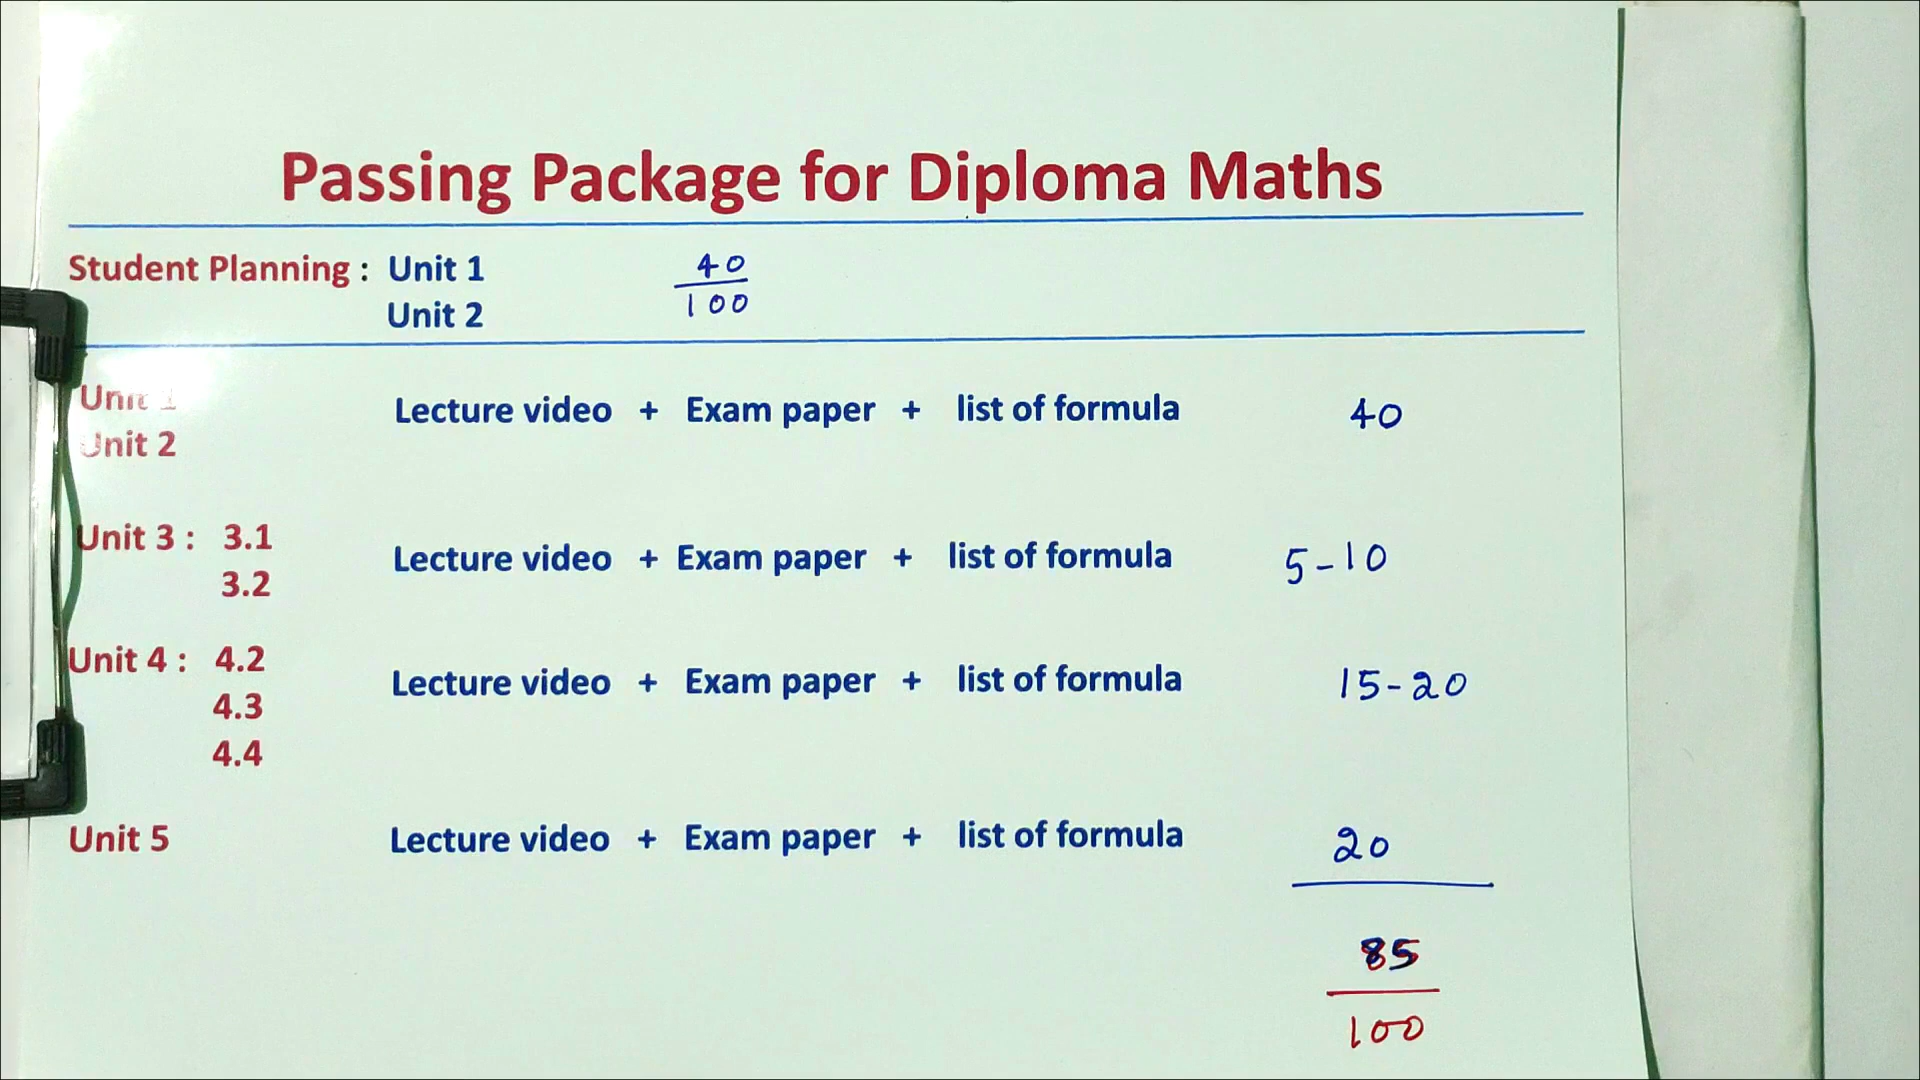 Passing Package for Diploma Maths
Student Planning : Unit 1
Unit 2
40
100
Unit 1
Unit 2
Lecture video + Exam paper + list of formula
40
Unit 3 : 3.1
3.2
Lecture video + Exam paper + list of formula
5-10
Unit 4 : 4.2
4.3
4.4
Lecture video + Exam paper + list of formula
15-20
Unit 5
Lecture video + Exam paper + list of formula
20
85
100